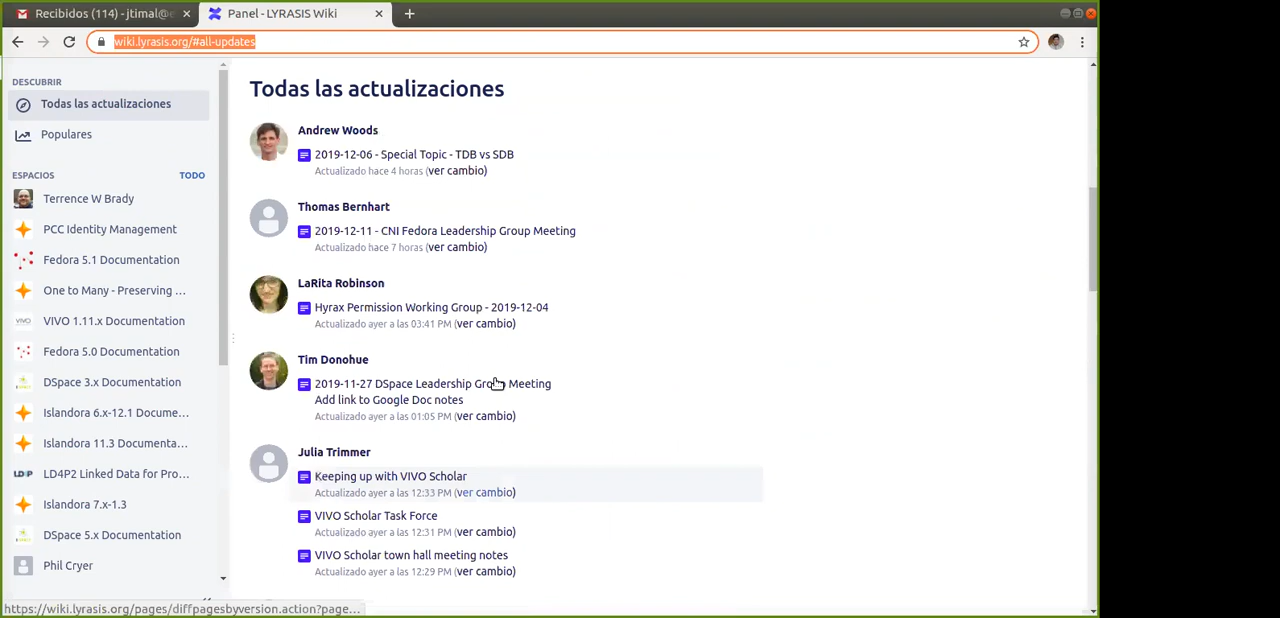 Recibidos (114) - jtimal@e
Panel - LYRASIS Wiki
wiki.lyrasis.org/#all-updates
DESCUBRIR
Todas las actualizaciones
Populares
ESPACIOS
TODO
Terrence W Brady
PCC Identity Management
Fedora 5.1 Documentation
One to Many - Preserving ...
VIVO 1.11.x Documentation
Fedora 5.0 Documentation
DSpace 3.x Documentation
Islandora 6.x-12.1 Docume...
Islandora 11.3 Documenta...
LD4P2 Linked Data for Pro...
Islandora 7.x-1.3
DSpace 5.x Documentation
Phil Cryer
Todas las actualizaciones
Andrew Woods
2019-12-06 - Special Topic - TDB vs SDB
Actualizado hace 4 horas (ver cambio)
Thomas Bernhart
2019-12-11 - CNI Fedora Leadership Group Meeting
Actualizado hace 7 horas (ver cambio)
LaRita Robinson
Hyrax Permission Working Group - 2019-12-04
Actualizado ayer a las 03:41 PM (ver cambio)
Tim Donohue
2019-11-27 DSpace Leadership Group Meeting
Add link to Google Doc notes
Actualizado ayer a las 01:05 PM (ver cambio)
Julia Trimmer
Keeping up with VIVO Scholar
Actualizado ayer a las 12:33 PM (ver cambio)
VIVO Scholar Task Force
Actualizado ayer a las 12:31 PM (ver cambio)
VIVO Scholar town hall meeting notes
Actualizado ayer a las 12:29 PM (ver cambio)
https://wiki.lyrasis.org/pages/diffpagesbyversion.action?page...